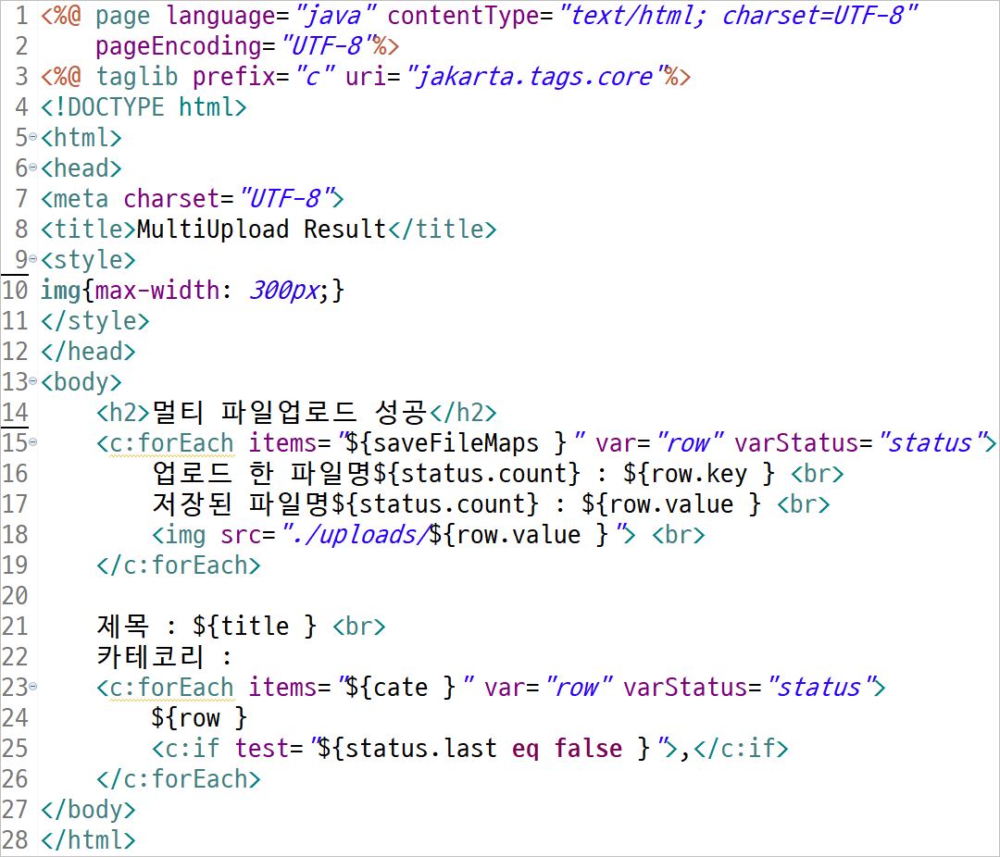 1 <%@ page language="java" contentType="text/html; charset=UTF-8"
2     pageEncoding="UTF-8"%>
3 <%@ taglib prefix="c" uri="jakarta.tags.core"%>
4 <!DOCTYPE html>
5 <html>
6 <head>
7 <meta charset="UTF-8">
8 <title>MultiUpload Result</title>
9 <style>
10 img{max-width: 300px;}
11 </style>
12 </head>
13 <body>
14     <h2>멀티 파일업로드 성공</h2>
15     <c:forEach items="${saveFileMaps }" var="row" varStatus="status">
16         업로드 한 파일명${status.count} : ${row.key } <br>
17         저장된 파일명${status.count} : ${row.value } <br>
18         <img src="./uploads/${row.value }"> <br>
19     </c:forEach>
20
21     제목 : ${title } <br>
22     카테코리 :
23     <c:forEach items="${cate }" var="row" varStatus="status">
24         ${row }
25         <c:if test="${status.last eq false }">,</c:if>
26     </c:forEach>
27 </body>
28 </html>